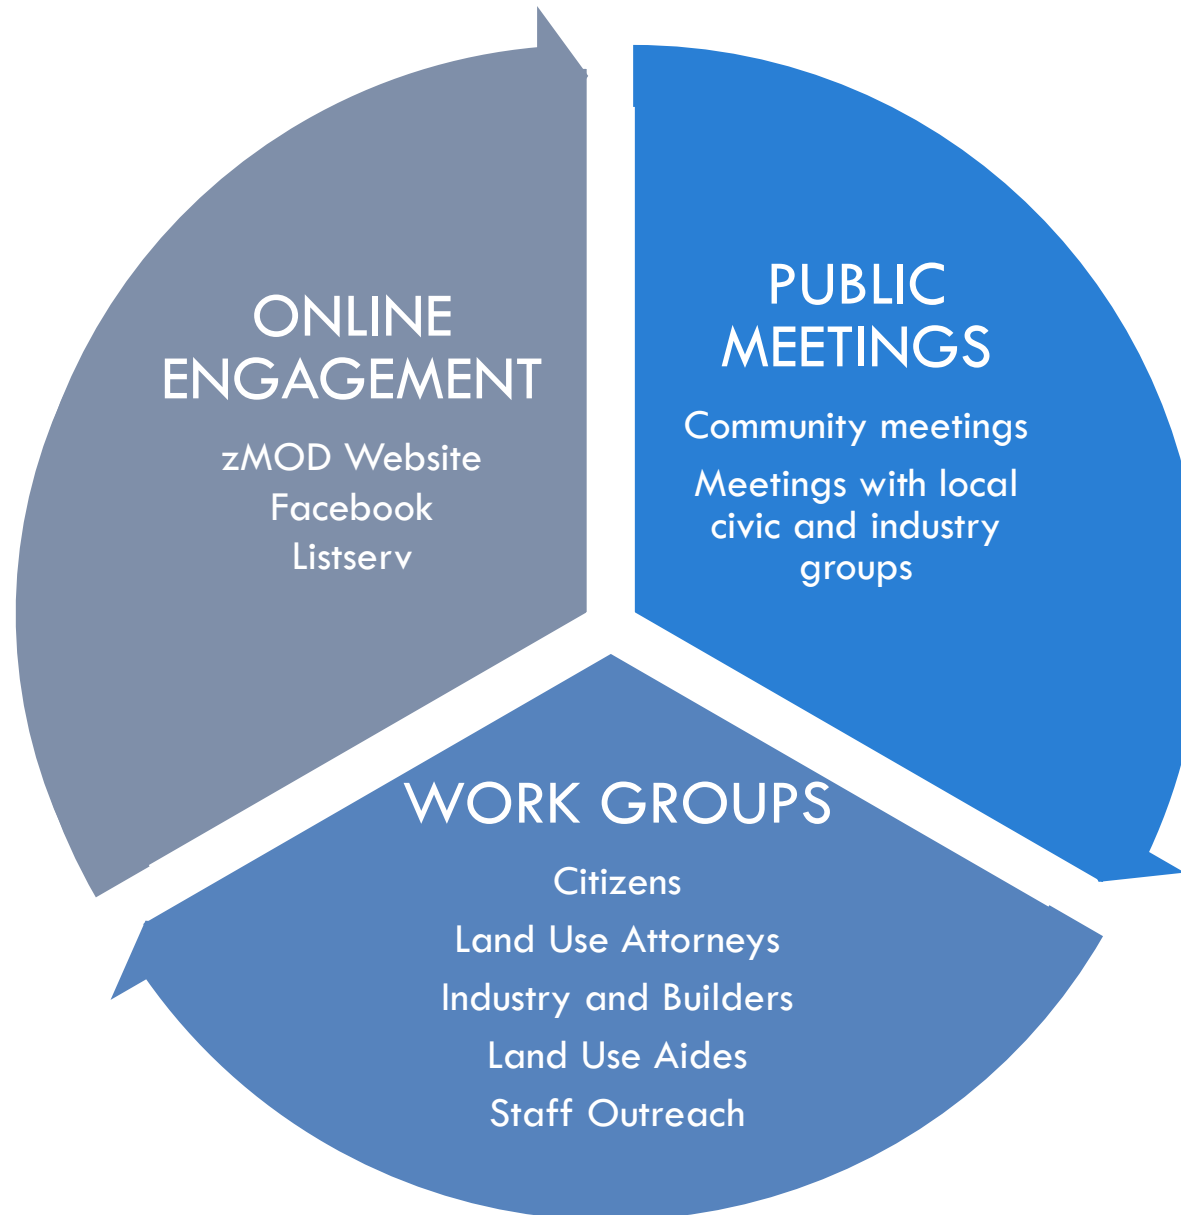 ONLINE
ENGAGEMENT
zMOD Website
Facebook
Listserv
PUBLIC
MEETINGS
Community meetings
Meetings with local
civic and industry
groups
WORK GROUPS
Citizens
Land Use Attorneys
Industry and Builders
Land Use Aides
Staff Outreach